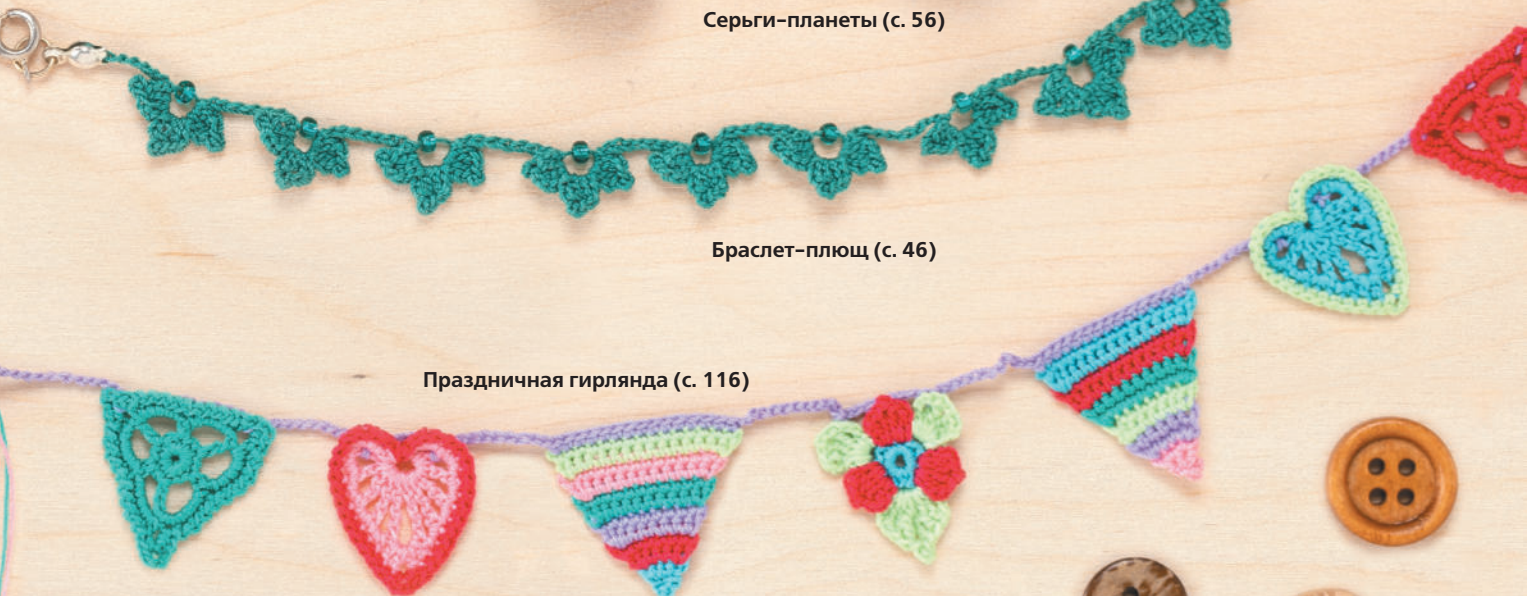 Серьги-планеты (с. 56)
Браслет-плющ (с. 46)
Праздничная гирлянда (с. 116)